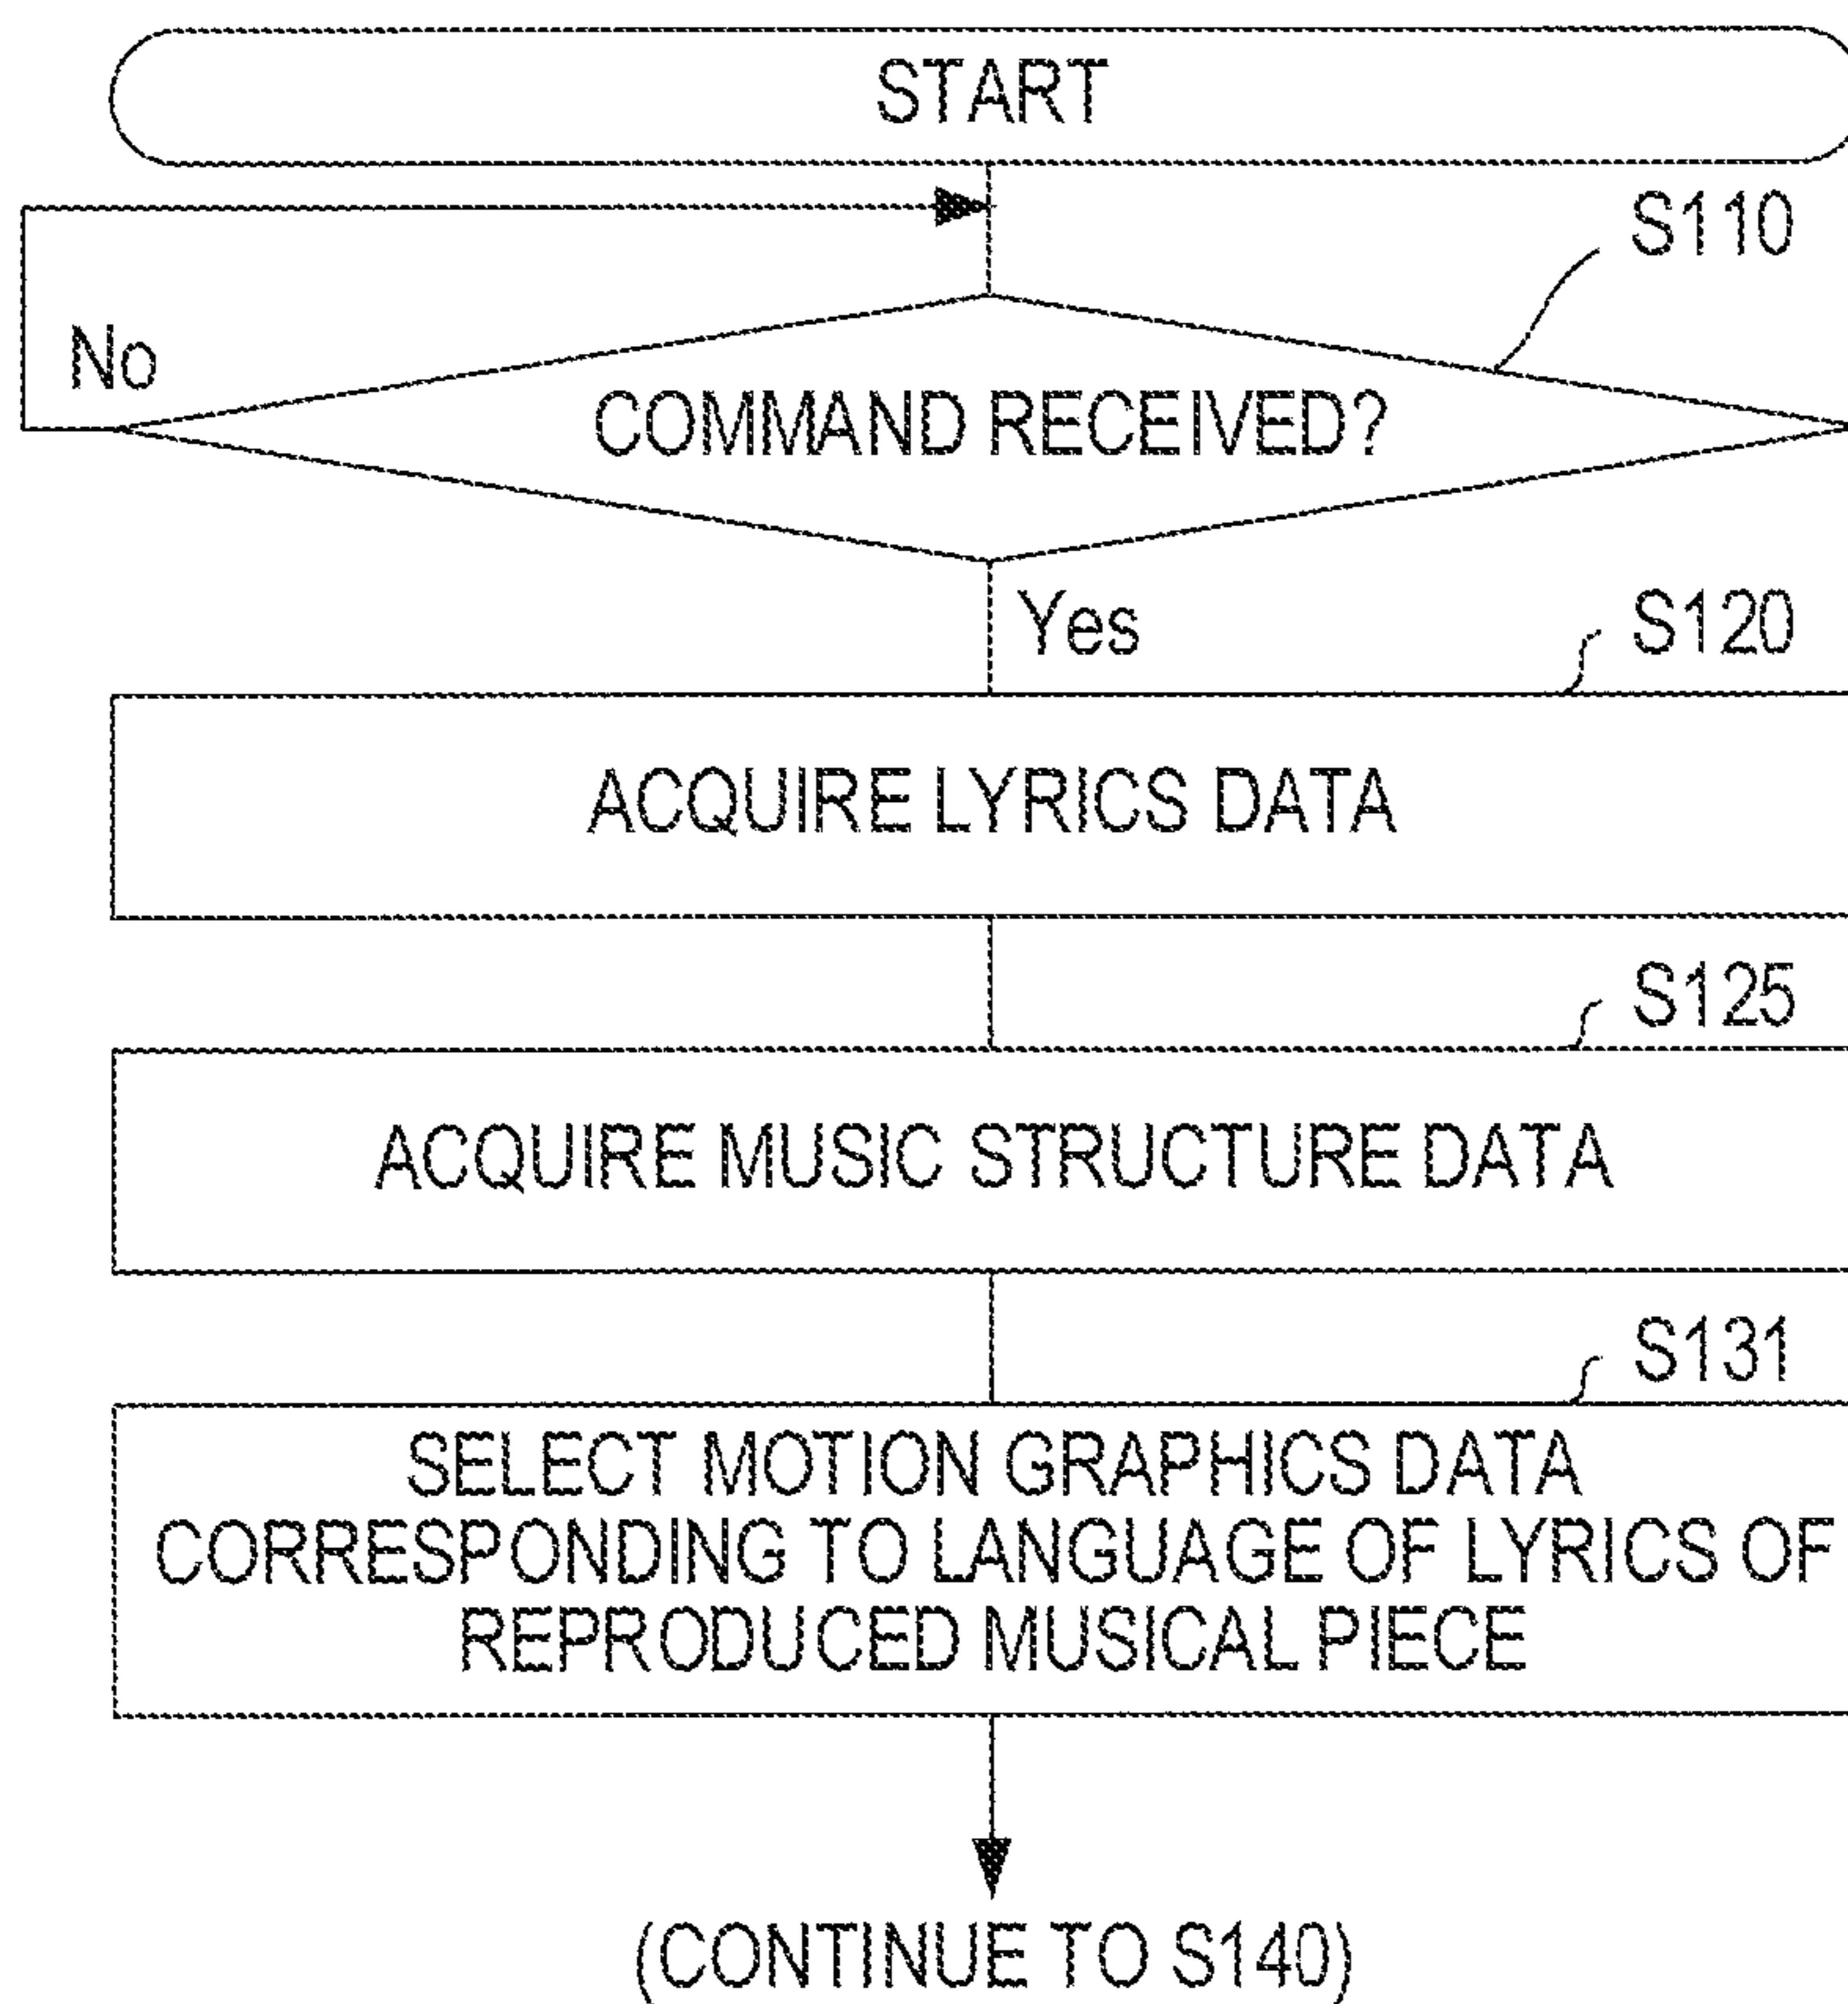 START
S110
No
COMMAND RECEIVED?
Yes
S120
ACQUIRE LYRICS DATA
S125
ACQUIRE MUSIC STRUCTURE DATA
S131
SELECT MOTION GRAPHICS DATA
CORRESPONDING TO LANGUAGE OF LYRICS OF
REPRODUCED MUSICAL PIECE
(CONTINUE TO S140)